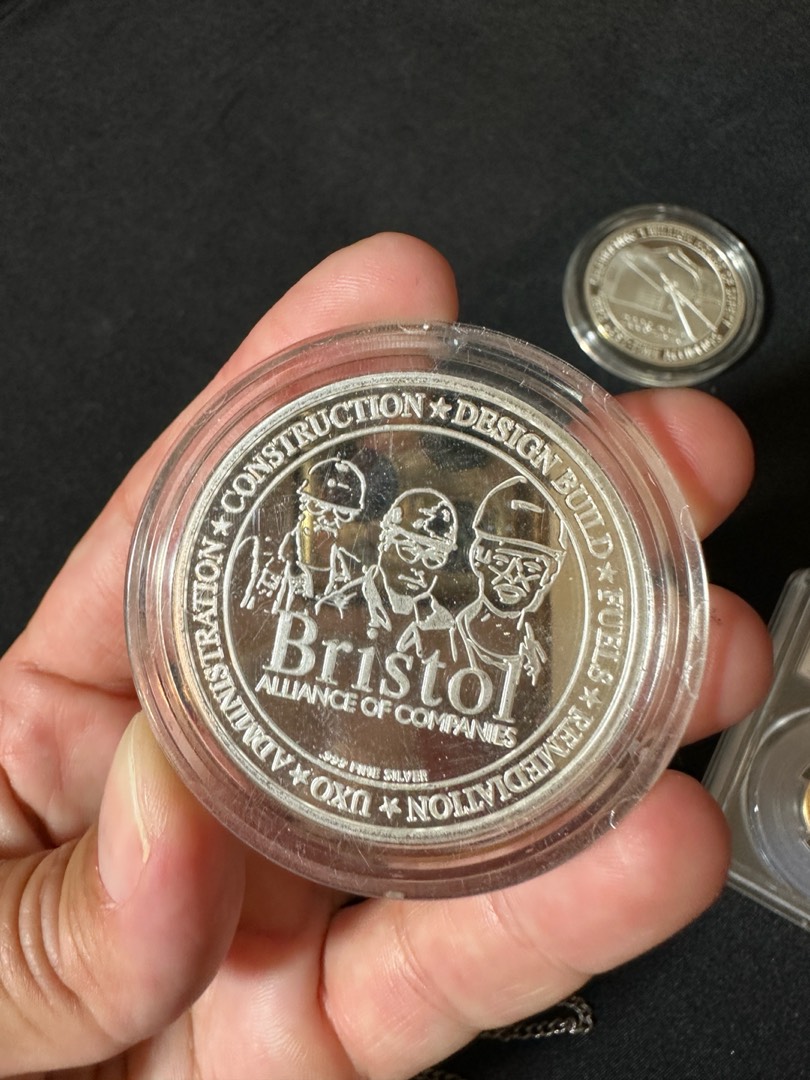 CONSTRUCTION ★ DESIGN BUILD ★ FUELS ★ REMEDIATION ★ UXO ★ ADMINISTRATION ★
Bristol
ALLIANCE OF COMPANIES
.999 FINE SILVER